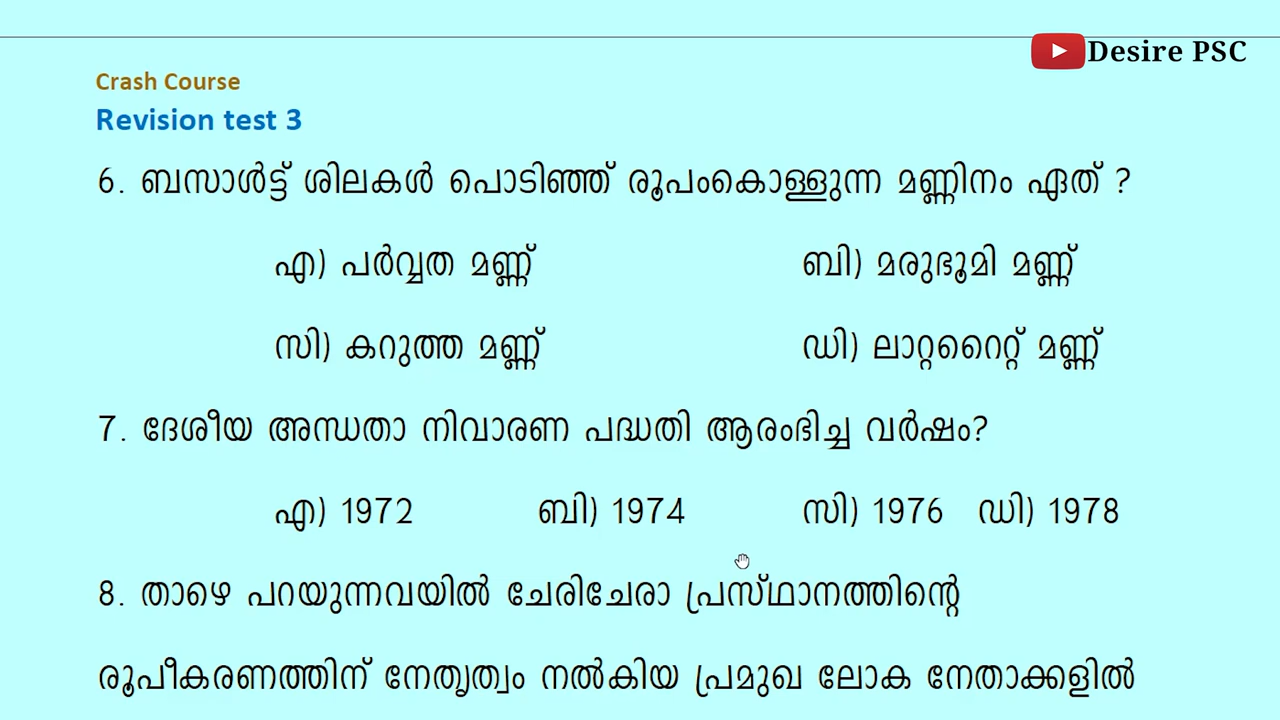 Desire PSC
Crash Course
Revision test 3
6. ബസാൾട്ട് ശിലകൾ പൊടിഞ്ഞ് രൂപംകൊള്ളുന്ന മണ്ണിനം ഏത് ?
എ) പർവ്വത മണ്ണ് ബി) മരുഭൂമി മണ്ണ്
സി) കറുത്ത മണ്ണ് ഡി) ലാറ്ററൈറ്റ് മണ്ണ്
7. ദേശീയ അന്ധതാ നിവാരണ പദ്ധതി ആരംഭിച്ച വർഷം?
എ) 1972 ബി) 1974 സി) 1976 ഡി) 1978
8. താഴെ പറയുന്നവയിൽ ചേരിചേരാ പ്രസ്ഥാനത്തിന്റെ
രൂപീകരണത്തിന് നേതൃത്വം നൽകിയ പ്രമുഖ ലോക നേതാക്കളിൽ